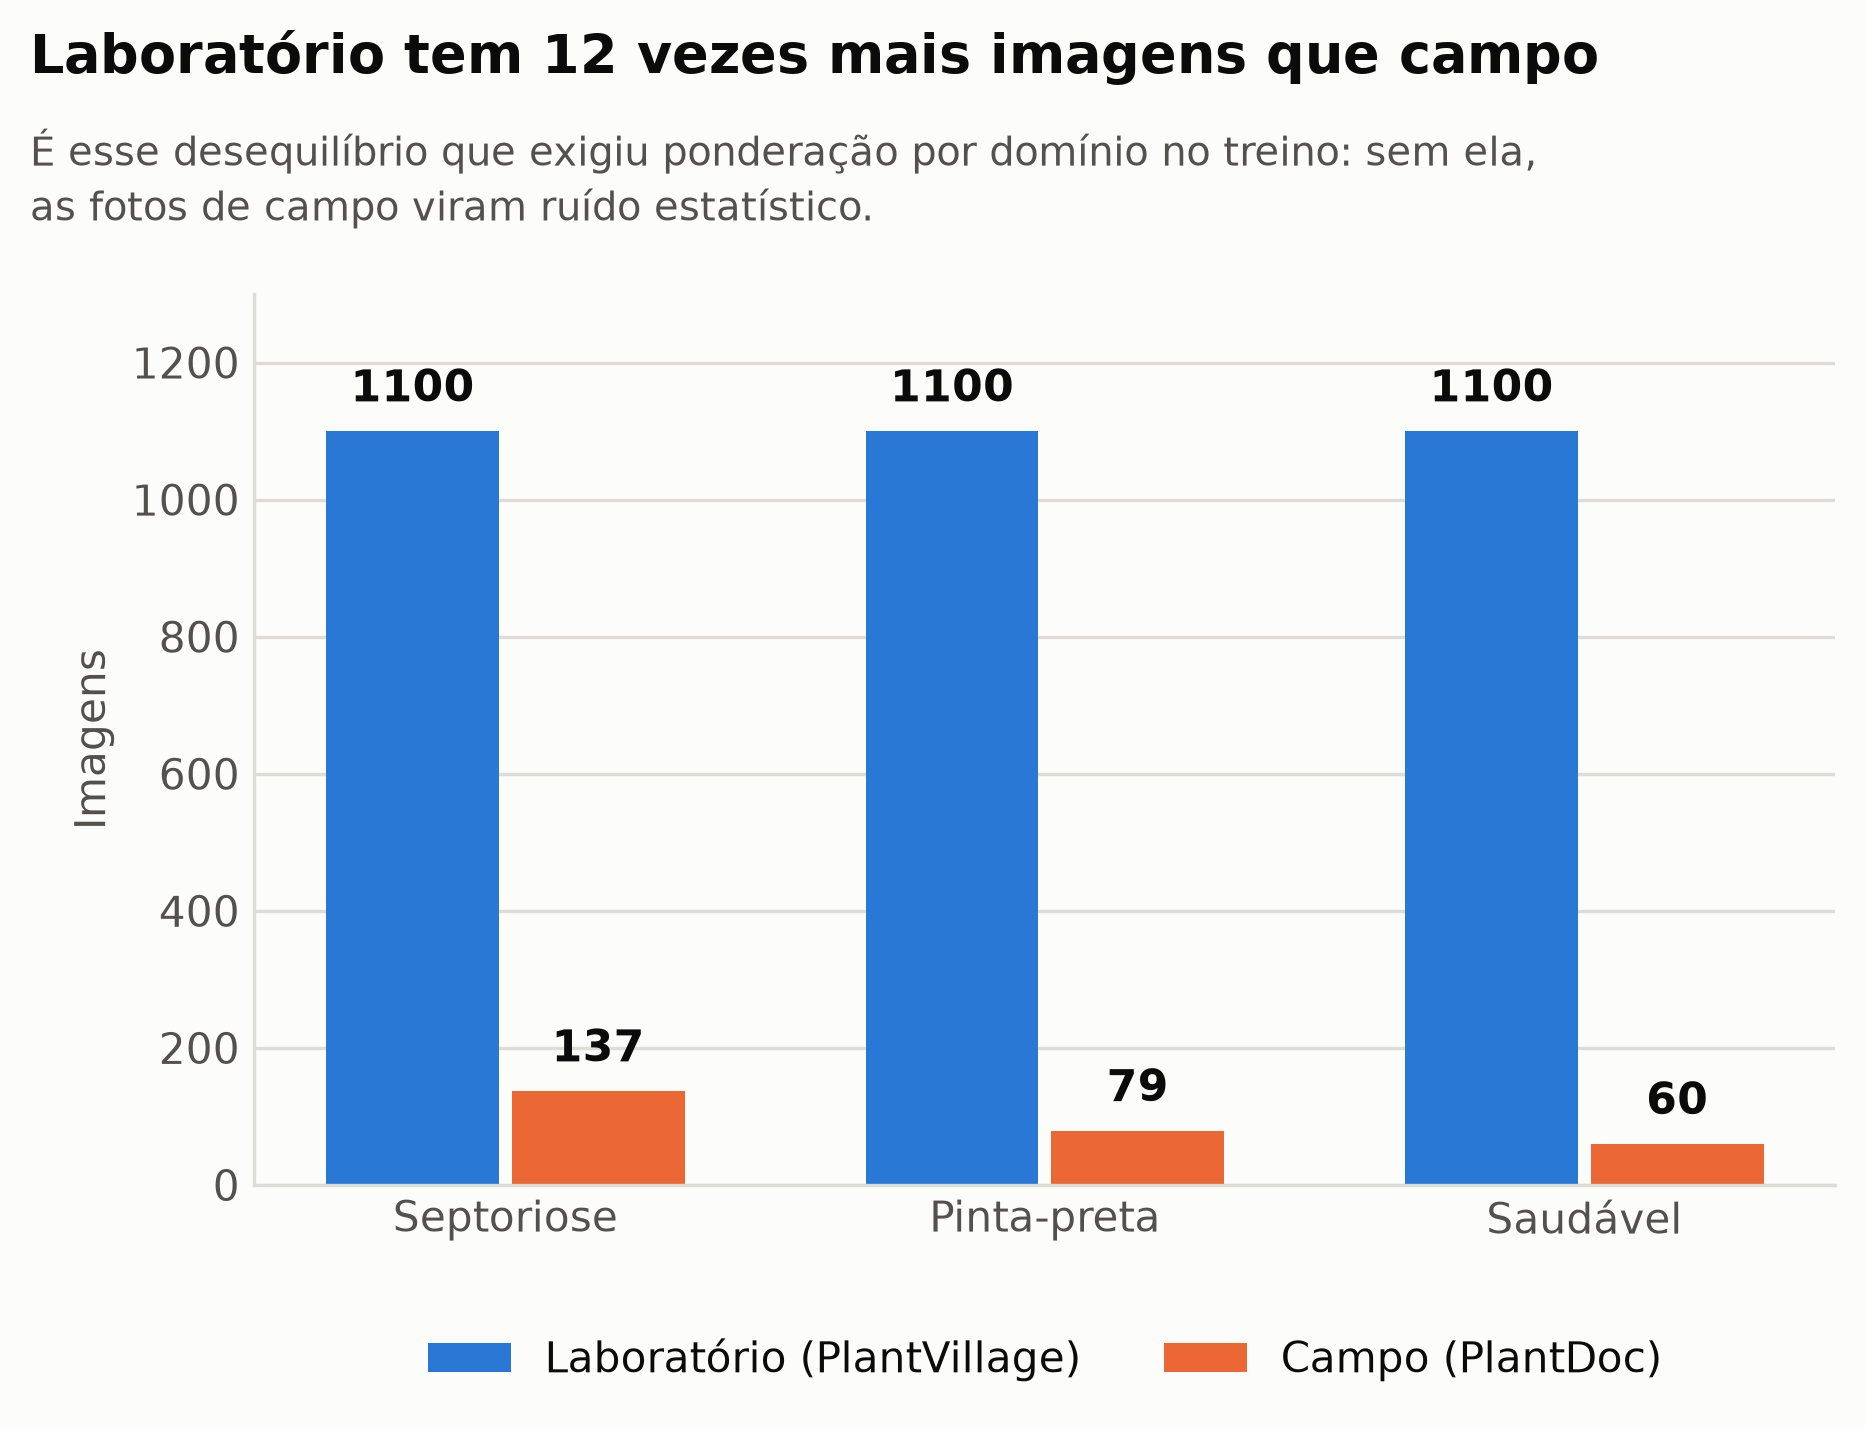 Laboratório tem 12 vezes mais imagens que campo
É esse desequilíbrio que exigiu ponderação por domínio no treino: sem ela,
as fotos de campo viram ruído estatístico.
Imagens
1200
1000
800
600
400
200
0
1100
137
1100
79
1100
60
Septoriose
Pinta-preta
Saudável
Laboratório (PlantVillage)
Campo (PlantDoc)